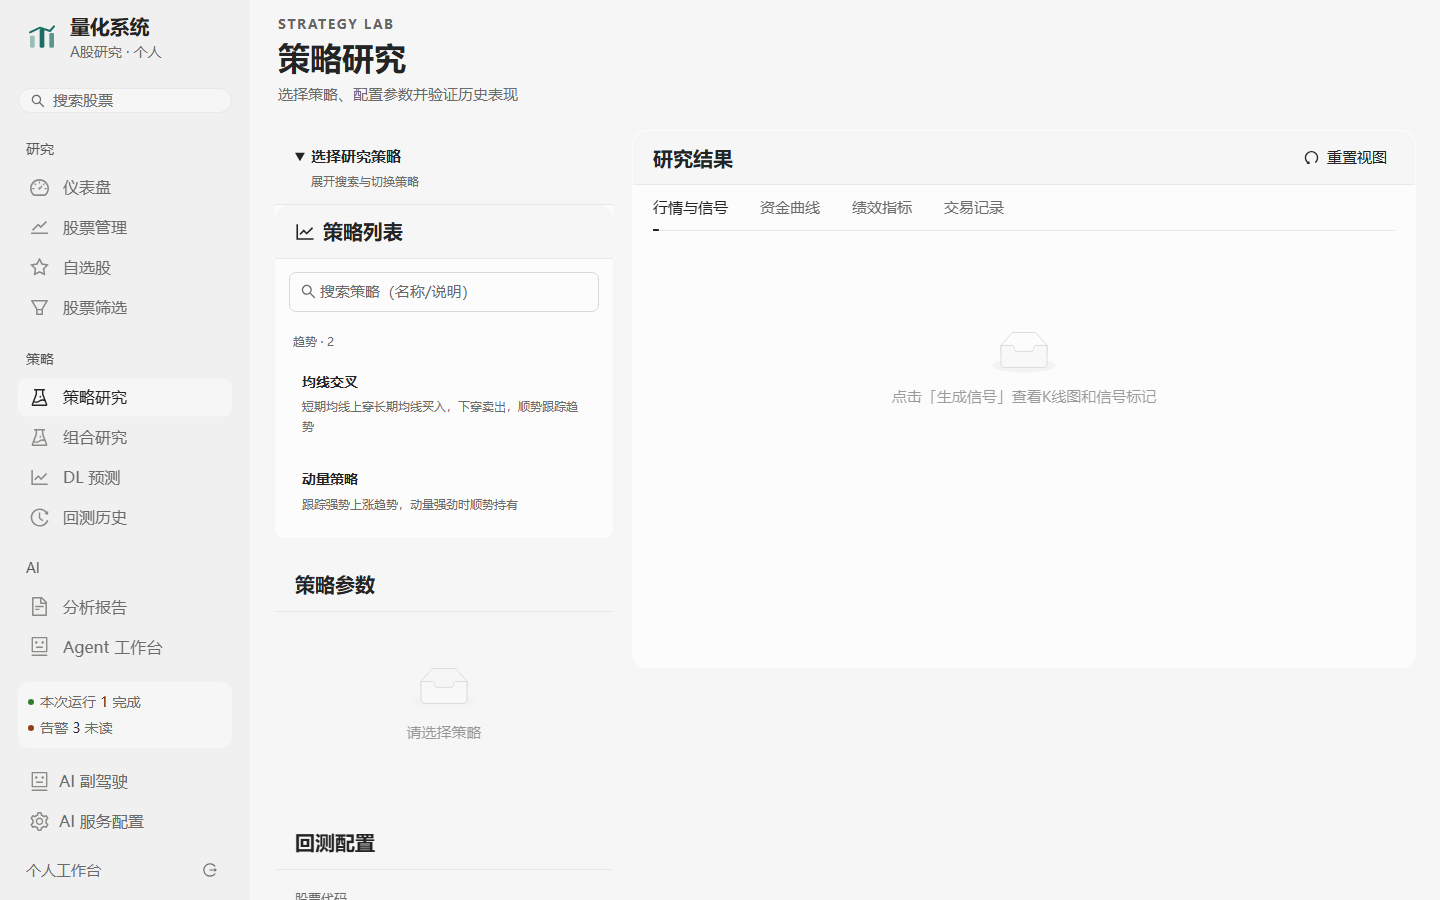 量化系统
A股研究 · 个人
搜索股票
研究
仪表盘
股票管理
自选股
股票筛选
策略
策略研究
组合研究
DL 预测
回测历史
AI
分析报告
Agent 工作台
本次运行 1 完成
告警 3 未读
AI 副驾驶
AI 服务配置
个人工作台
STRATEGY LAB
策略研究
选择策略、配置参数并验证历史表现
▼ 选择研究策略
展开搜索与切换策略
策略列表
搜索策略（名称/说明）
趋势 · 2
均线交叉
短期均线上穿长期均线买入，下穿卖出，顺势跟踪趋
势
动量策略
跟踪强势上涨趋势，动量强劲时顺势持有
策略参数
请选择策略
回测配置
股票代码
研究结果
重置视图
行情与信号
资金曲线
绩效指标
交易记录
点击「生成信号」查看K线图和信号标记